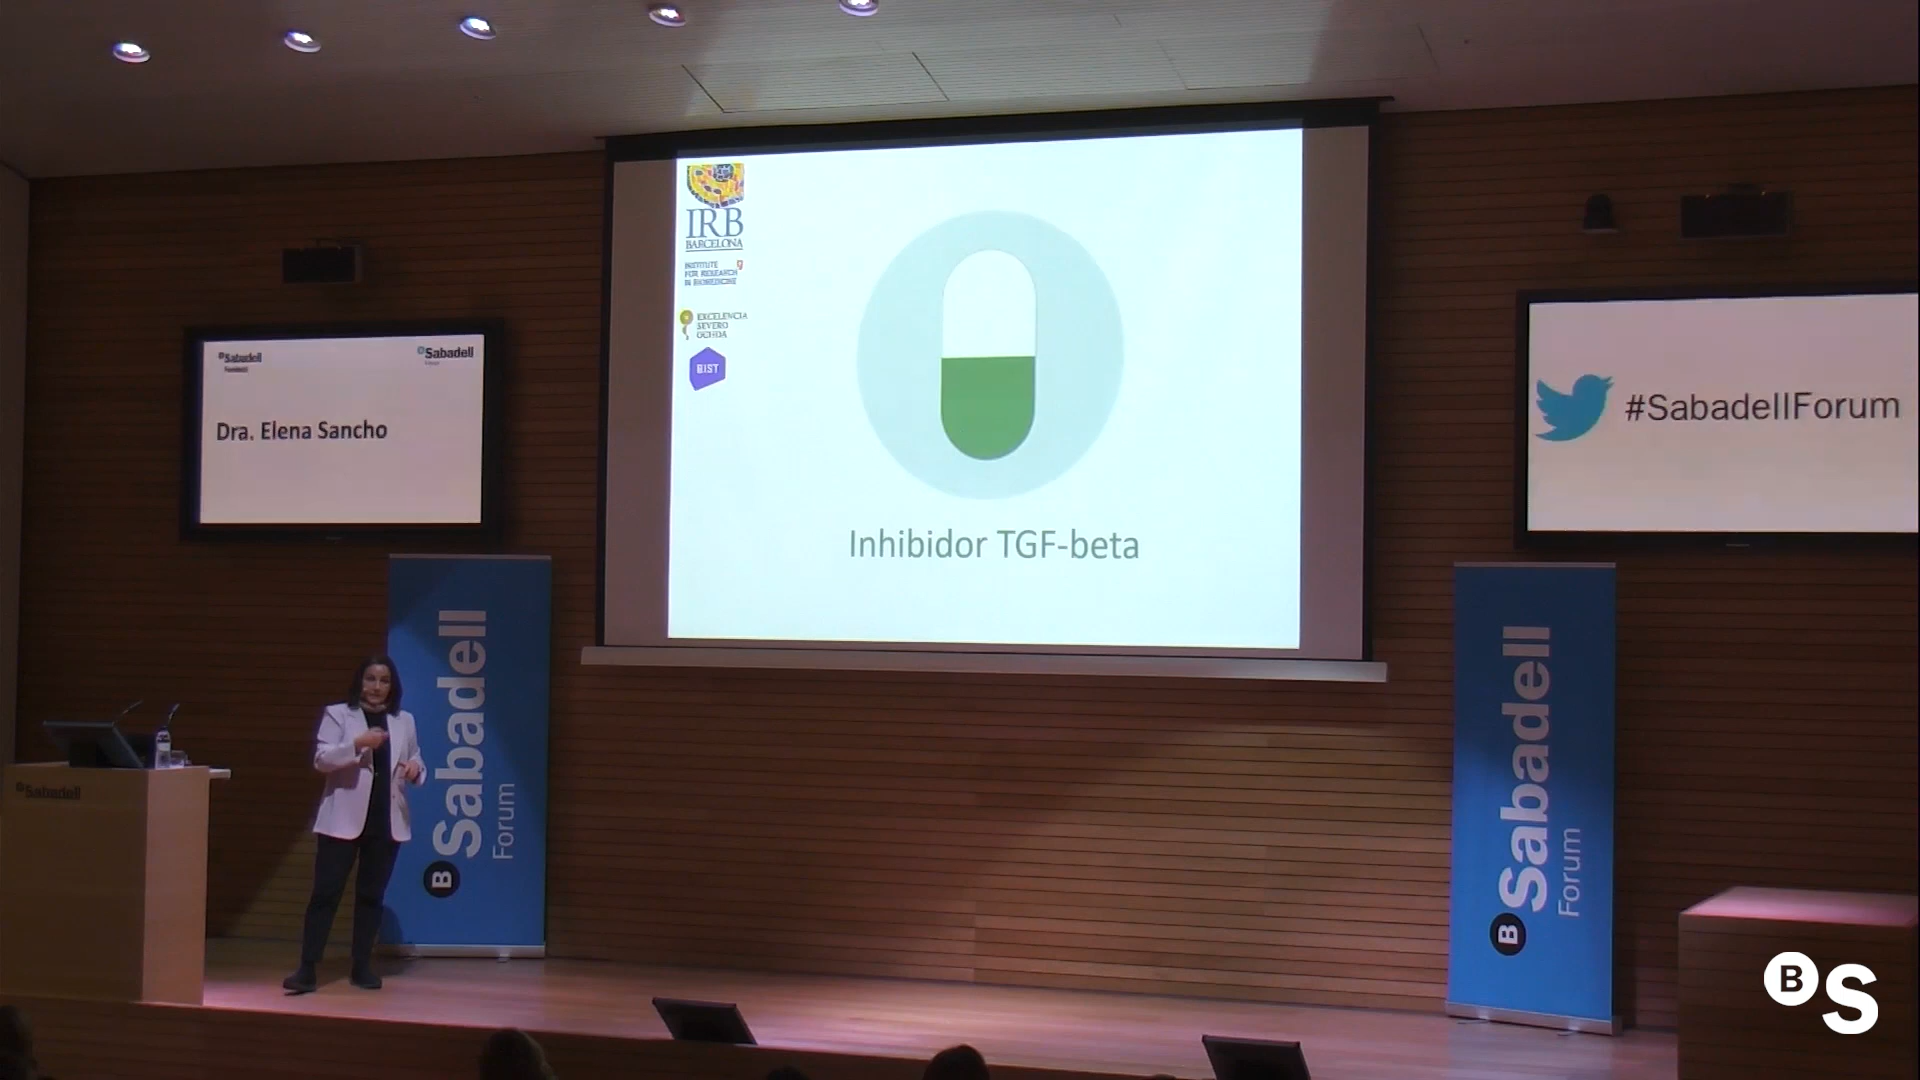 Sabadell
Sabadell
Dra. Elena Sancho
IRB
BARCELONA
INSTITUTE
FOR RESEARCH
IN BIOMEDICINE
EXCELENCIA
SEVERO
OCHOA
BIST
Inhibidor TGF-beta
#SabadellForum
B Sabadell
Forum
B Sabadell
Forum
Sabadell
B S